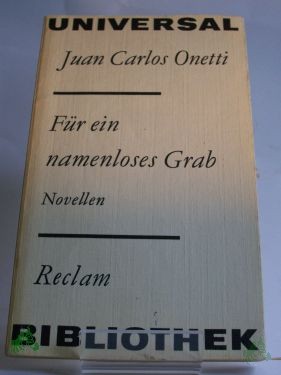 UNIVERSAL
Juan Carlos Onetti
Für ein
namenloses Grab
Novellen
Reclam
BIBLIOTHEK